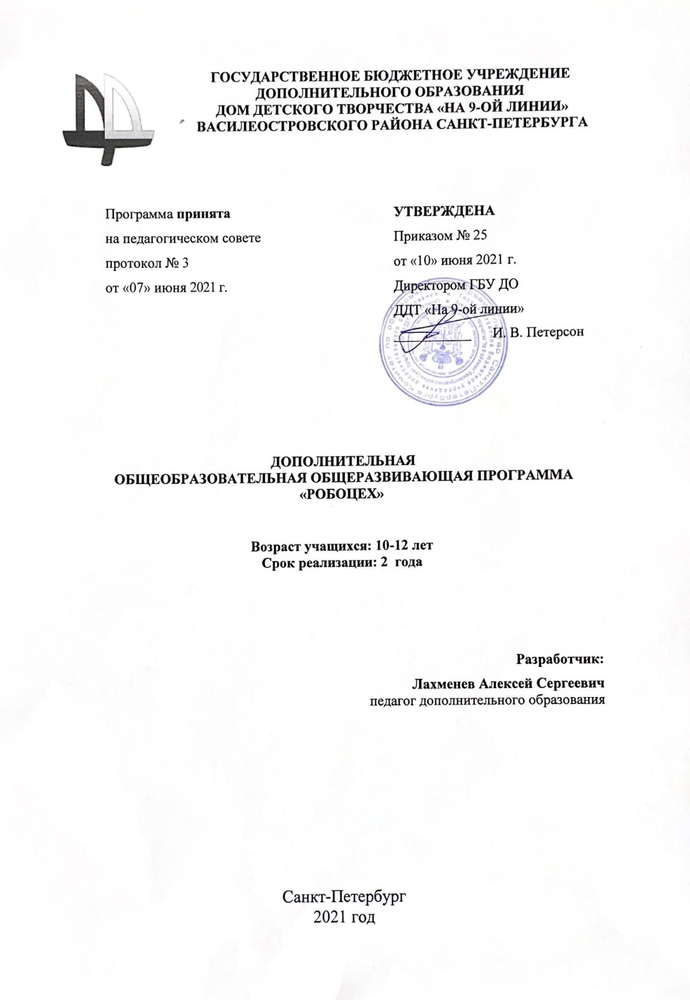 ГОСУДАРСТВЕННОЕ БЮДЖЕТНОЕ УЧРЕЖДЕНИЕ
ДОПОЛНИТЕЛЬНОГО ОБРАЗОВАНИЯ
ДОМ ДЕТСКОГО ТВОРЧЕСТВА «НА 9-ОЙ ЛИНИИ»
ВАСИЛЕОСТРОВСКОГО РАЙОНА САНКТ-ПЕТЕРБУРГА
Программа принята
на педагогическом совете
протокол № 3
от «07» июня 2021 г.
УТВЕРЖДЕНА
Приказом № 25
от «10» июня 2021 г.
Директором ГБУ ДО
ДДТ «На 9-ой линии»
И. В. Петерсон
ДОПОЛНИТЕЛЬНАЯ
ОБЩЕОБРАЗОВАТЕЛЬНАЯ ОБЩЕРАЗВИВАЮЩАЯ ПРОГРАММА
«РОБОЦЕХ»
Возраст учащихся: 10-12 лет
Срок реализации: 2 года
Разработчик:
Лахменев Алексей Сергеевич
педагог дополнительного образования
Санкт-Петербург
2021 год